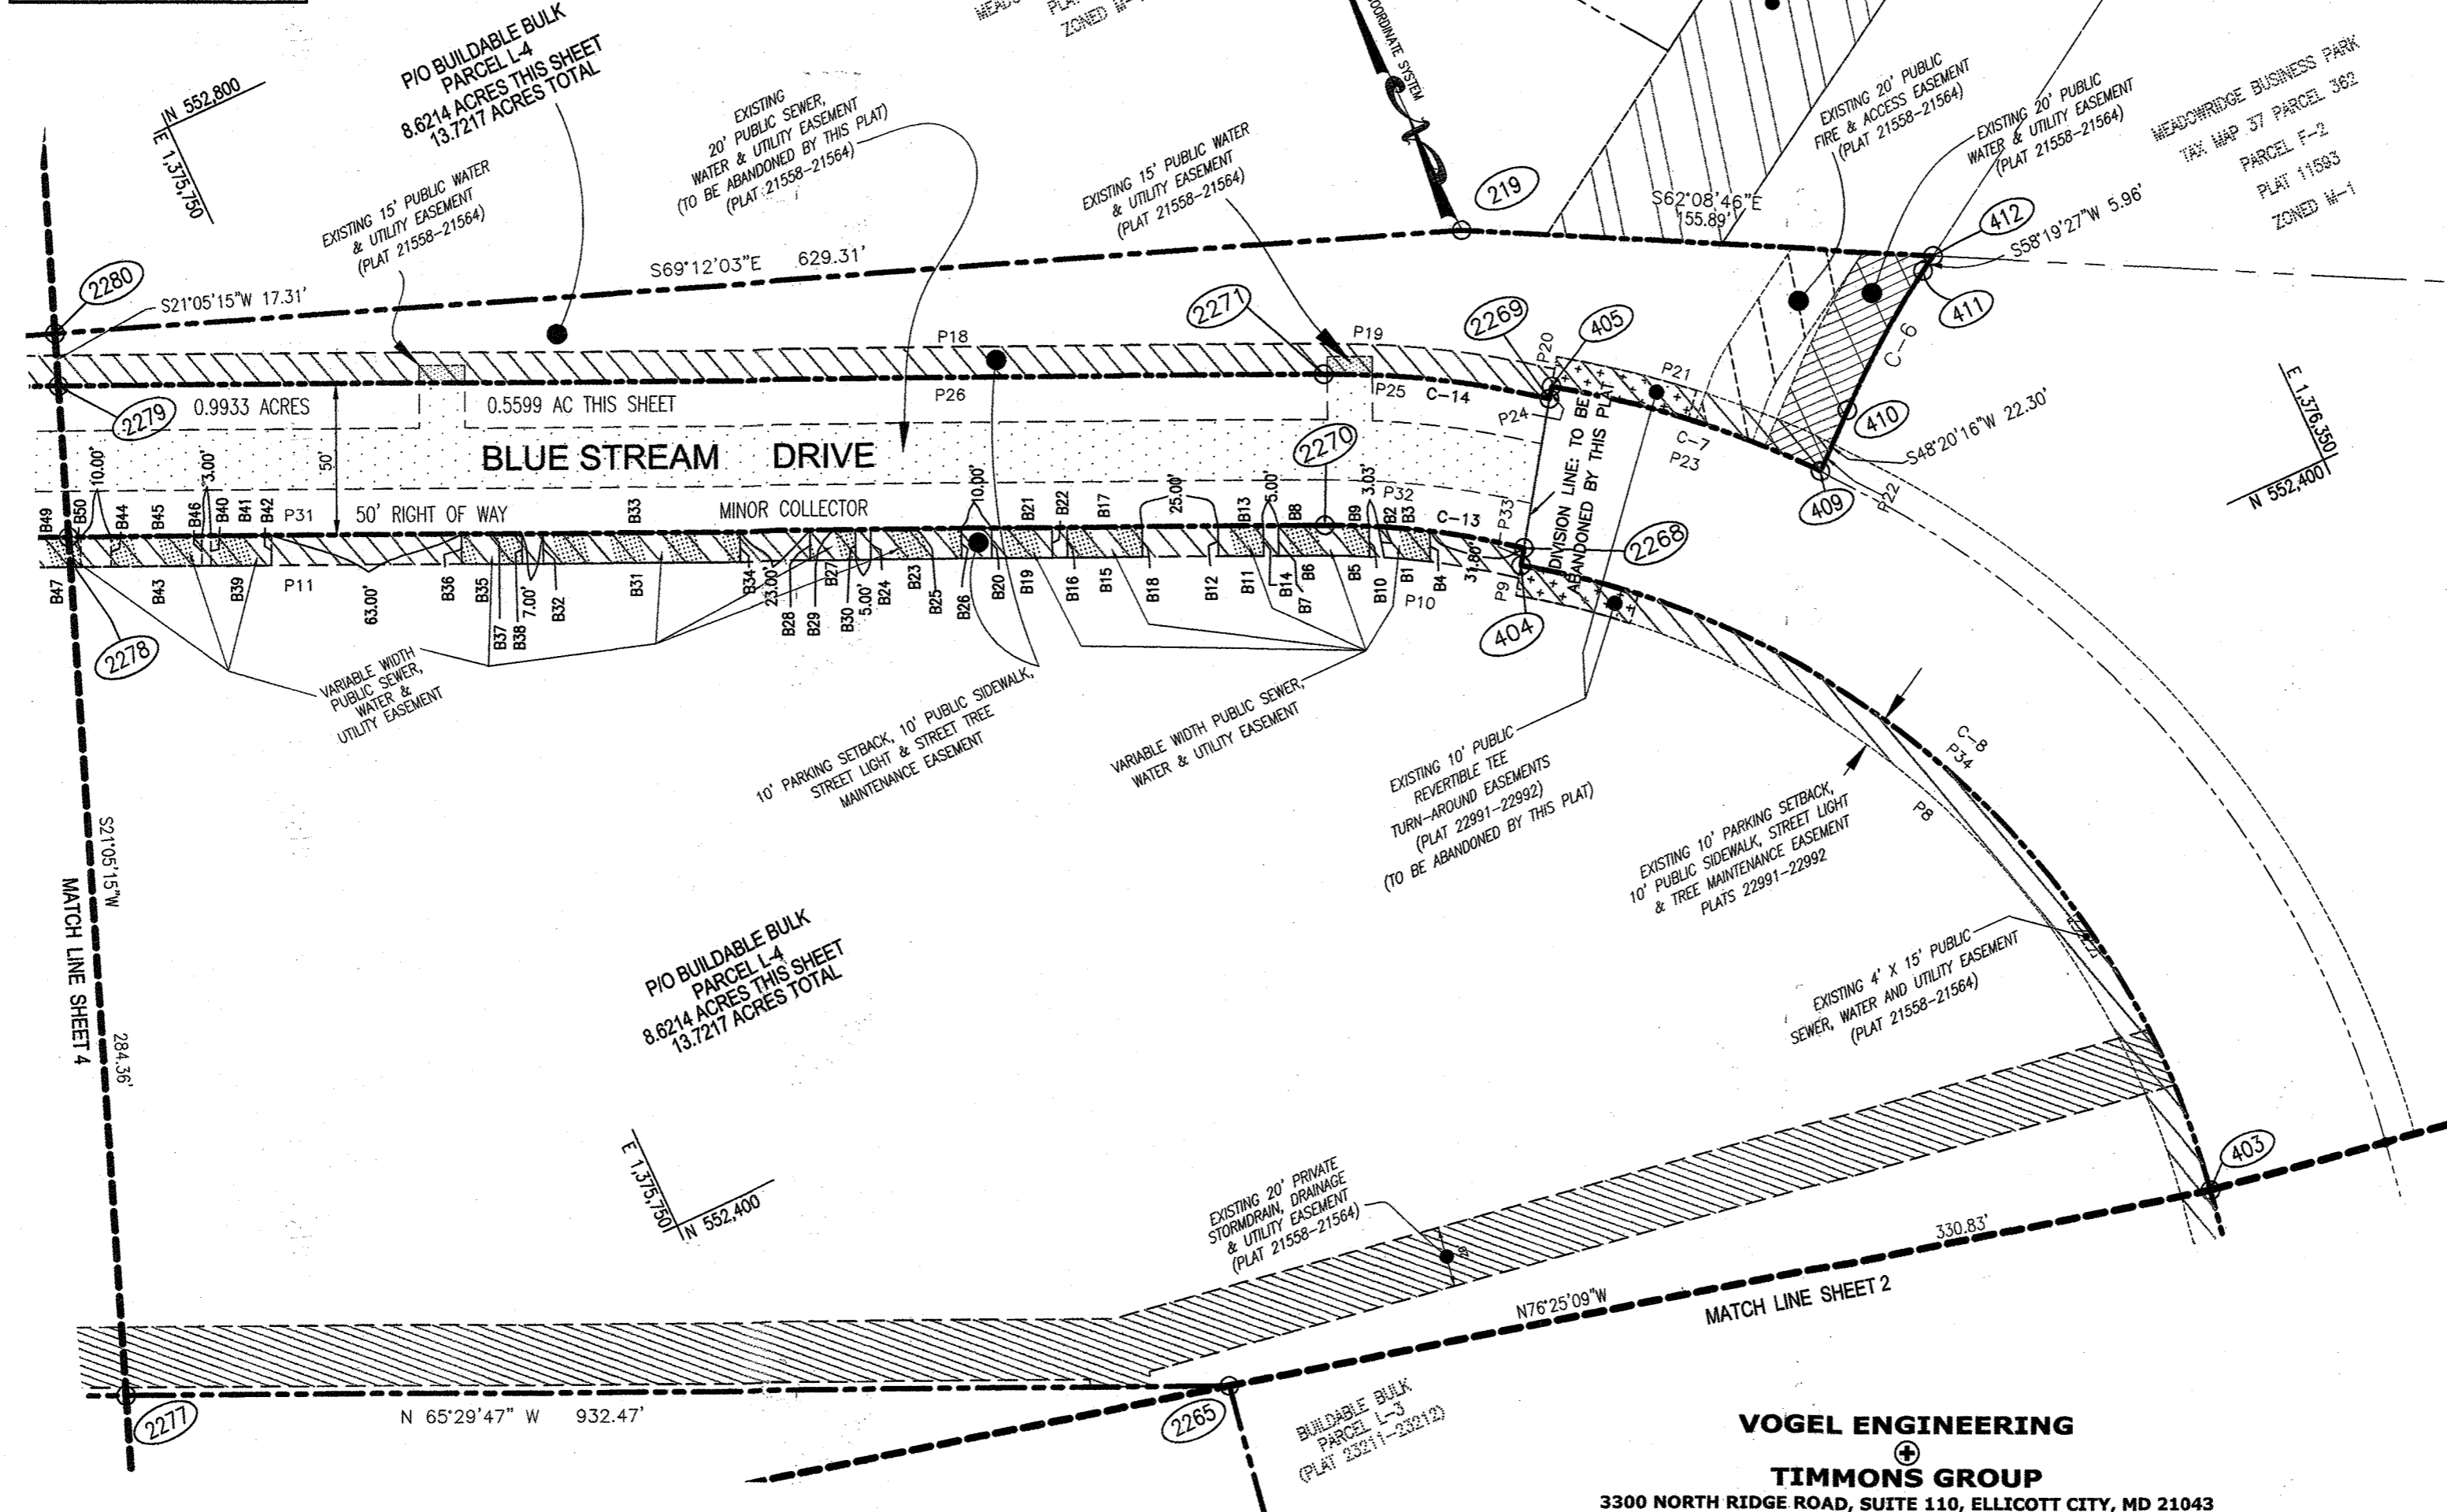 P/O BUILDABLE BULK
PARCEL L-4
8.6214 ACRES THIS SHEET
13.7217 ACRES TOTAL
N 552,800
E 1,375,750
EXISTING 15' PUBLIC WATER
& UTILITY EASEMENT
(PLAT 21558-21564)
EXISTING
20' PUBLIC SEWER,
WATER & UTILITY EASEMENT
(TO BE ABANDONED BY THIS PLAT)
(PLAT 21558-21564)
ZONED
COORDINATE SYSTEM
EXISTING 15' PUBLIC WATER
& UTILITY EASEMENT
(PLAT 21558-21564)
219
S62°08'46"E
155.89'
EXISTING 20' PUBLIC
FIRE & ACCESS EASEMENT
(PLAT 21558-21564)
EXISTING 20' PUBLIC
WATER & UTILITY EASEMENT
(PLAT 21558-21564)
MEADOWRIDGE BUSINESS PARK
TAX MAP 37 PARCEL 362
PARCEL F-2
PLAT 11593
ZONED M-1
412
S58°19'27"W 5.96'
411
C-6
410
S48°20'16"W 22.30'
409
P22
E 1,376,350
N 552,400
2280
S21°05'15"W 17.31'
S69°12'03"E 629.31'
2271
2269
405
P18
P19
P20
P21
P26
P25
C-14
P24
C-7
P23
2279
0.9933 ACRES
0.5599 AC THIS SHEET
50'
BLUE STREAM DRIVE
2270
DIVISION LINE: TO BE
ABANDONED BY THIS PLAT
B49
B50
10.00'
B44
B45
B46
3.00'
B40
B41
B42
P31
50' RIGHT OF WAY
B33
MINOR COLLECTOR
10.00'
B21
B22
B17
25.00'
B13
5.00'
B8
B9
3.03'
P32
B2
B3
C-13
P33
2268
B47
B43
B39
P11
63.00'
B36
B35
B37
B38
7.00'
B32
B31
B34
23.00'
B28
B29
B27
B30
5.00'
B24
B23
B25
B26
B20
B19
B16
B15
B18
B12
B11
B14
B7
B6
B5
B10
B1
P10
B4
31.80'
P9
404
2278
VARIABLE WIDTH
PUBLIC SEWER,
WATER &
UTILITY EASEMENT
10' PARKING SETBACK, 10' PUBLIC SIDEWALK,
STREET LIGHT & STREET TREE
MAINTENANCE EASEMENT
VARIABLE WIDTH PUBLIC SEWER,
WATER & UTILITY EASEMENT
EXISTING 10' PUBLIC
REVERTIBLE TEE
TURN-AROUND EASEMENTS
(PLAT 22991-22992)
(TO BE ABANDONED BY THIS PLAT)
C-8
P34
P8
EXISTING 10' PARKING SETBACK,
10' PUBLIC SIDEWALK, STREET LIGHT
& TREE MAINTENANCE EASEMENT
PLATS 22991-22992
EXISTING 4' X 15' PUBLIC
SEWER, WATER AND UTILITY EASEMENT
(PLAT 21558-21564)
S21°05'15"W
284.36'
MATCH LINE SHEET 4
P/O BUILDABLE BULK
PARCEL L-4
8.6214 ACRES THIS SHEET
13.7217 ACRES TOTAL
E 1,375,750
N 552,400
EXISTING 20' PRIVATE
STORMDRAIN, DRAINAGE
& UTILITY EASEMENT
(PLAT 21558-21564)
20'
403
330.83'
N76°25'09"W
MATCH LINE SHEET 2
2277
N 65°29'47" W 932.47'
2265
BUILDABLE BULK
PARCEL L-3
(PLAT 23211-23212)
VOGEL ENGINEERING
+
TIMMONS GROUP
3300 NORTH RIDGE ROAD, SUITE 110, ELLICOTT CITY, MD 21043